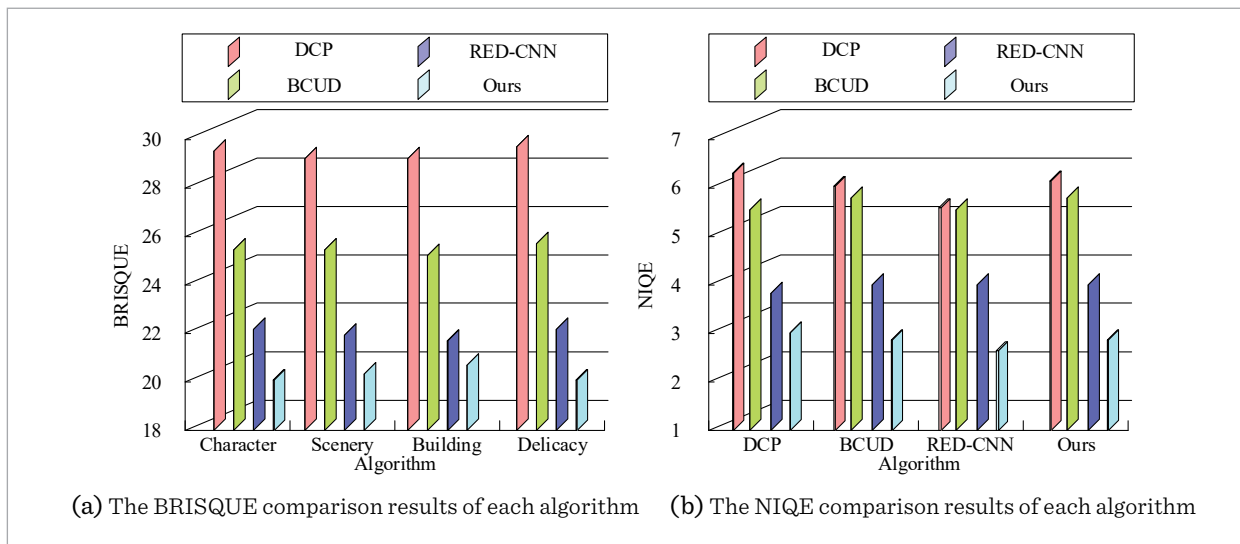 DCP RED-CNN
BCUD Ours
30
28
26
24
22
20
18
BRISQUE
Character Scenery Building Delicacy
Algorithm
(a) The BRISQUE comparison results of each algorithm
DCP RED-CNN
BCUD Ours
7
6
5
4
3
2
1
NIQE
DCP BCUD RED-CNN Ours
Algorithm
(b) The NIQE comparison results of each algorithm